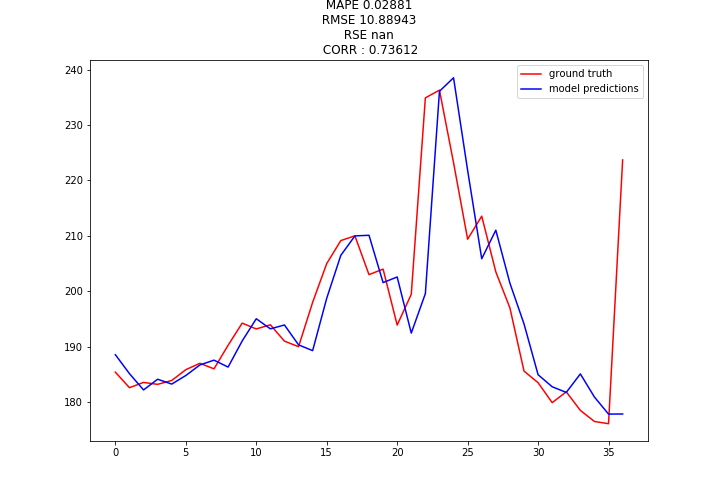 MAPE 0.02881
RMSE 10.88943
RSE nan
CORR : 0.73612
ground truth
model predictions
240
230
220
210
200
190
180
0 5 10 15 20 25 30 35